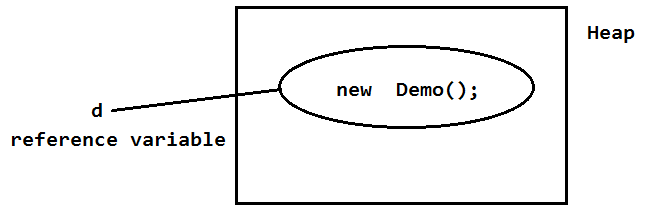 Heap
new Demo();
d
reference variable